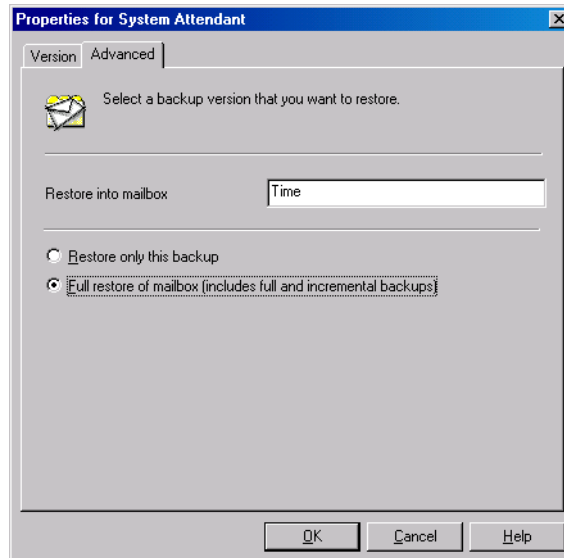 Properties for System Attendant
Version
Advanced
Select a backup version that you want to restore.
Restore into mailbox
Time
Restore only this backup
Full restore of mailbox (includes full and incremental backups)
OK
Cancel
Help